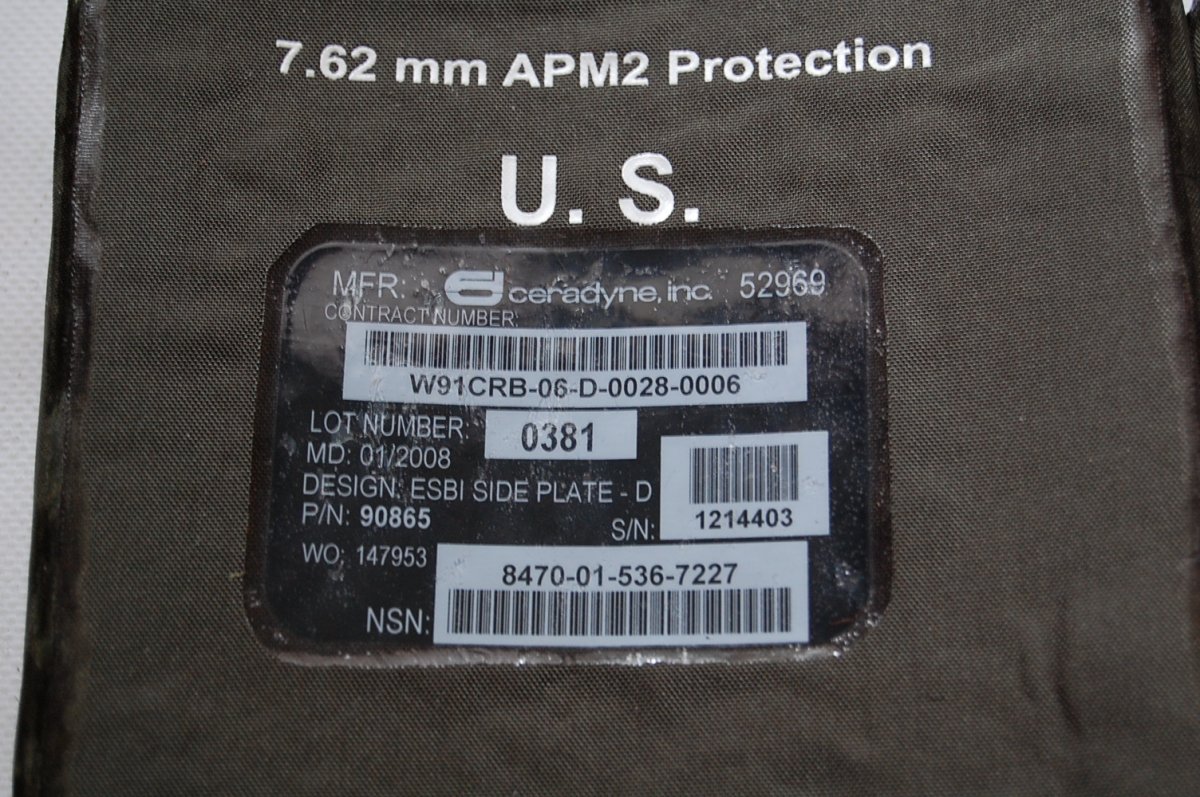 7.62 mm APM2 Protection
U. S.
MFR: ceradyne, inc. 52969
CONTRACT NUMBER:
W91CRB-06-D-0028-0006
LOT NUMBER: 0381
MD: 01/2008
DESIGN: ESBI SIDE PLATE - D
P/N: 90865
S/N: 1214403
WO: 147953
8470-01-536-7227
NSN: